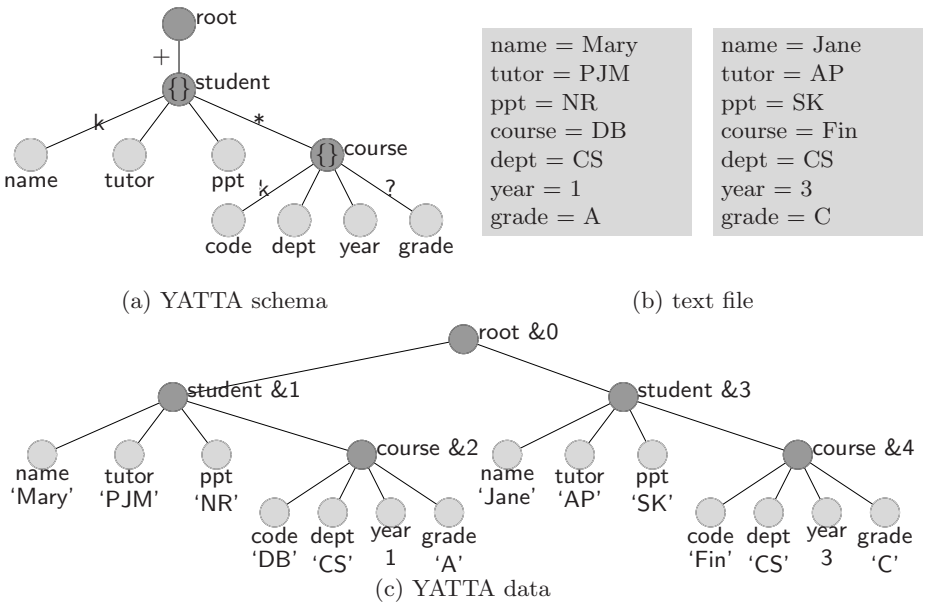 root
+
{} student
k
*
{} course
name
tutor
ppt
k
?
code
dept
year
grade
(a) YATTA schema
name = Mary
tutor = PJM
ppt = NR
course = DB
dept = CS
year = 1
grade = A
name = Jane
tutor = AP
ppt = SK
course = Fin
dept = CS
year = 3
grade = C
(b) text file
root &0
student &1
student &3
course &2
course &4
name
‘Mary’
tutor
‘PJM’
ppt
‘NR’
code
‘DB’
dept
‘CS’
year
1
grade
‘A’
name
‘Jane’
tutor
‘AP’
ppt
‘SK’
code
‘Fin’
dept
‘CS’
year
3
grade
‘C’
(c) YATTA data